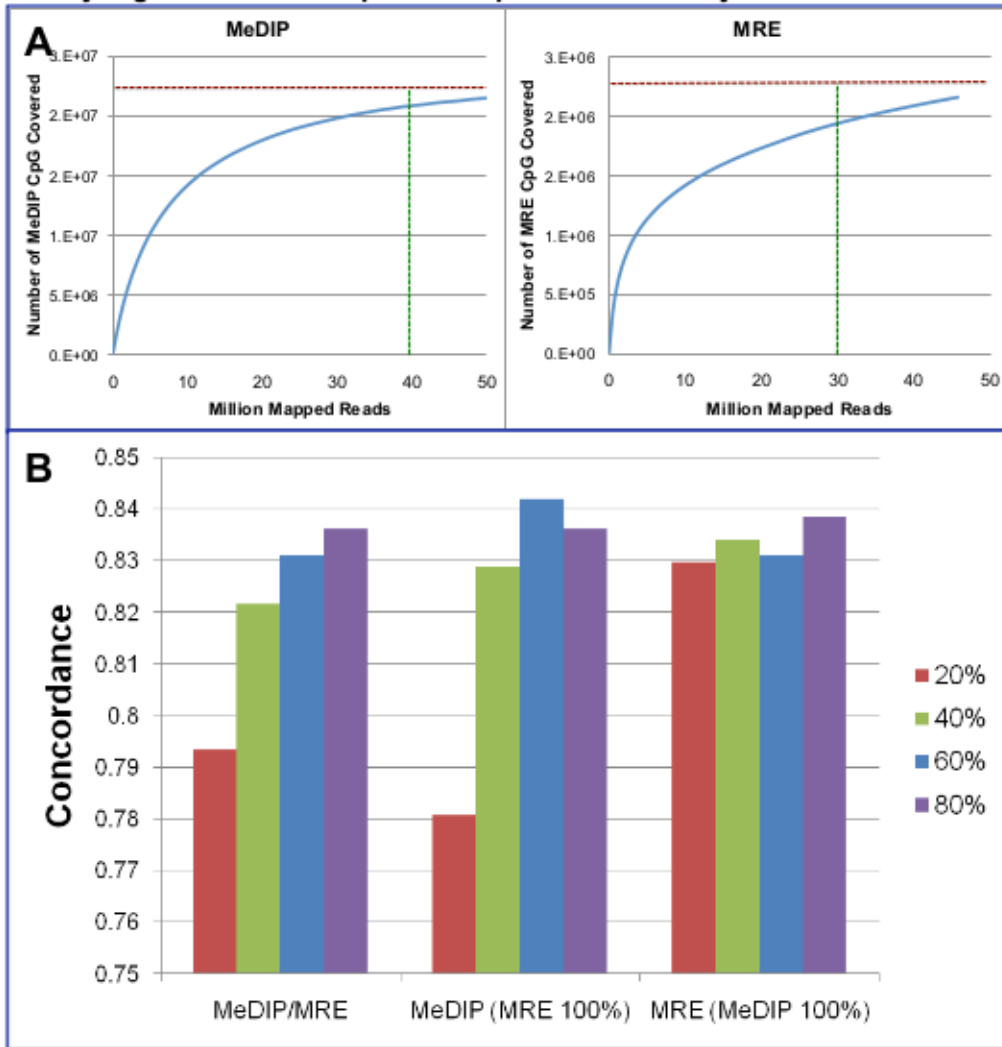 A
MeDIP
Number of MeDIP CpG Covered
3.E+07
2.E+07
2.E+07
1.E+07
5.E+06
0.E+00
0 10 20 30 40 50
Million Mapped Reads
MRE
Number of MRE CpG Covered
3.E+06
2.E+06
2.E+06
1.E+06
5.E+05
0.E+00
0 10 20 30 40 50
Million Mapped Reads
B
Concordance
0.85
0.84
0.83
0.82
0.81
0.8
0.79
0.78
0.77
0.76
0.75
MeDIP/MRE MeDIP (MRE 100%) MRE (MeDIP 100%)
20%
40%
60%
80%